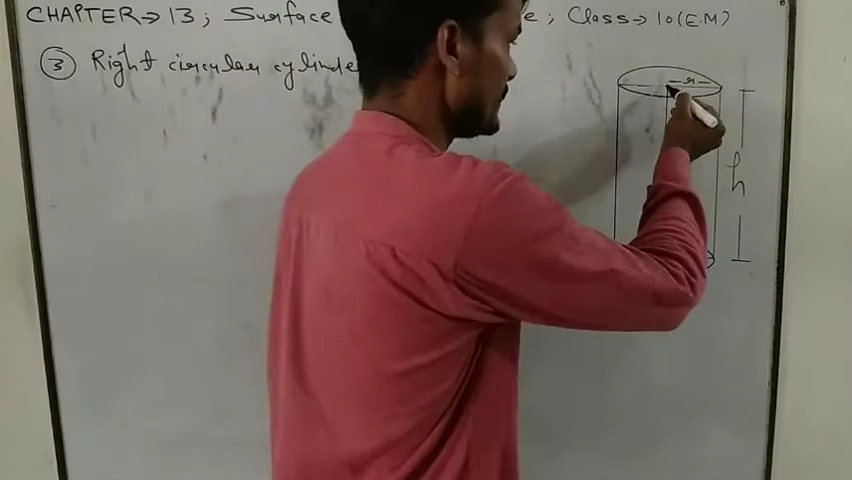 CHAPTER→ 13; Surface e; Class→ 10(E.M)
③ Right circular cylinde
r
h